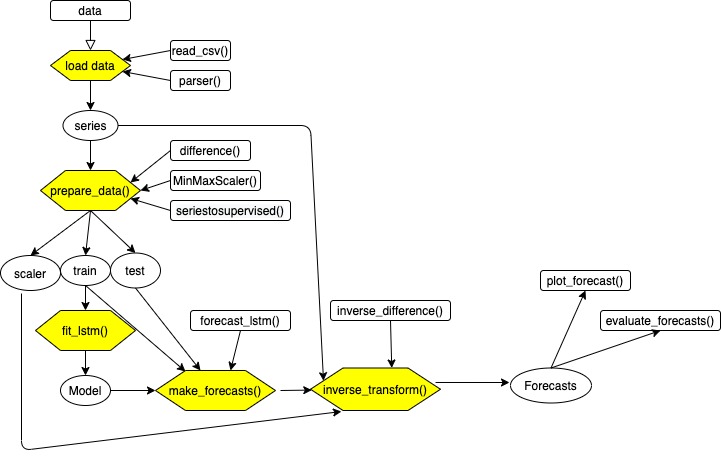 data
read_csv()
load data
parser()
series
difference()
MinMaxScaler()
prepare_data()
seriestosupervised()
scaler
train
test
plot_forecast()
forecast_lstm()
inverse_difference()
evaluate_forecasts()
fit_lstm()
Model
make_forecasts()
inverse_transform()
Forecasts